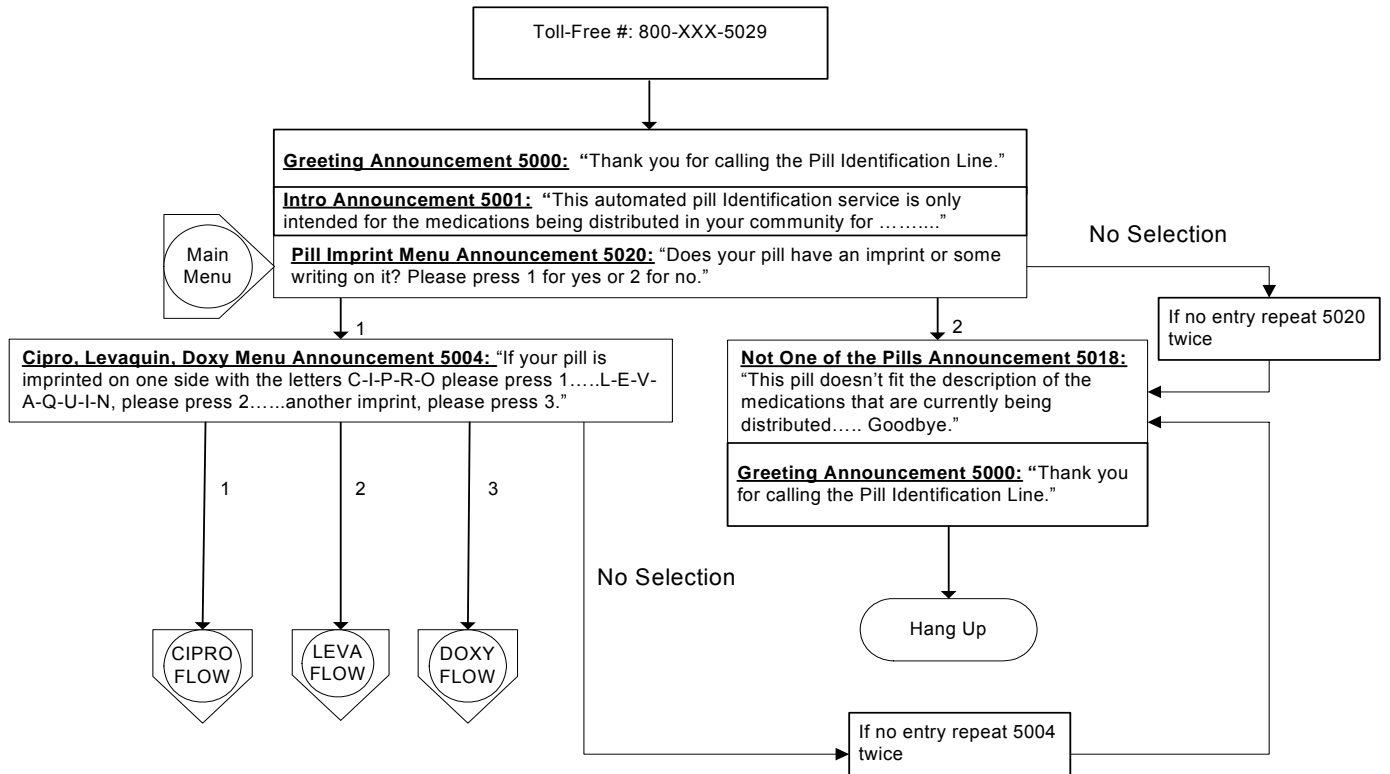 Toll-Free #: 800-XXX-5029
Greeting Announcement 5000: “Thank you for calling the Pill Identification Line.”
Intro Announcement 5001: “This automated pill Identification service is only
intended for the medications being distributed in your community for ……....”
Main
Menu
Pill Imprint Menu Announcement 5020: “Does your pill have an imprint or some
writing on it? Please press 1 for yes or 2 for no.”
No Selection
If no entry repeat 5020
twice
1
2
Cipro, Levaquin, Doxy Menu Announcement 5004: “If your pill is
imprinted on one side with the letters C-I-P-R-O please press 1…..L-E-V-
A-Q-U-I-N, please press 2…...another imprint, please press 3.”
Not One of the Pills Announcement 5018:
“This pill doesn’t fit the description of the
medications that are currently being
distributed….. Goodbye.”
Greeting Announcement 5000: “Thank you
for calling the Pill Identification Line.”
1
2
3
No Selection
Hang Up
CIPRO
FLOW
LEVA
FLOW
DOXY
FLOW
If no entry repeat 5004
twice